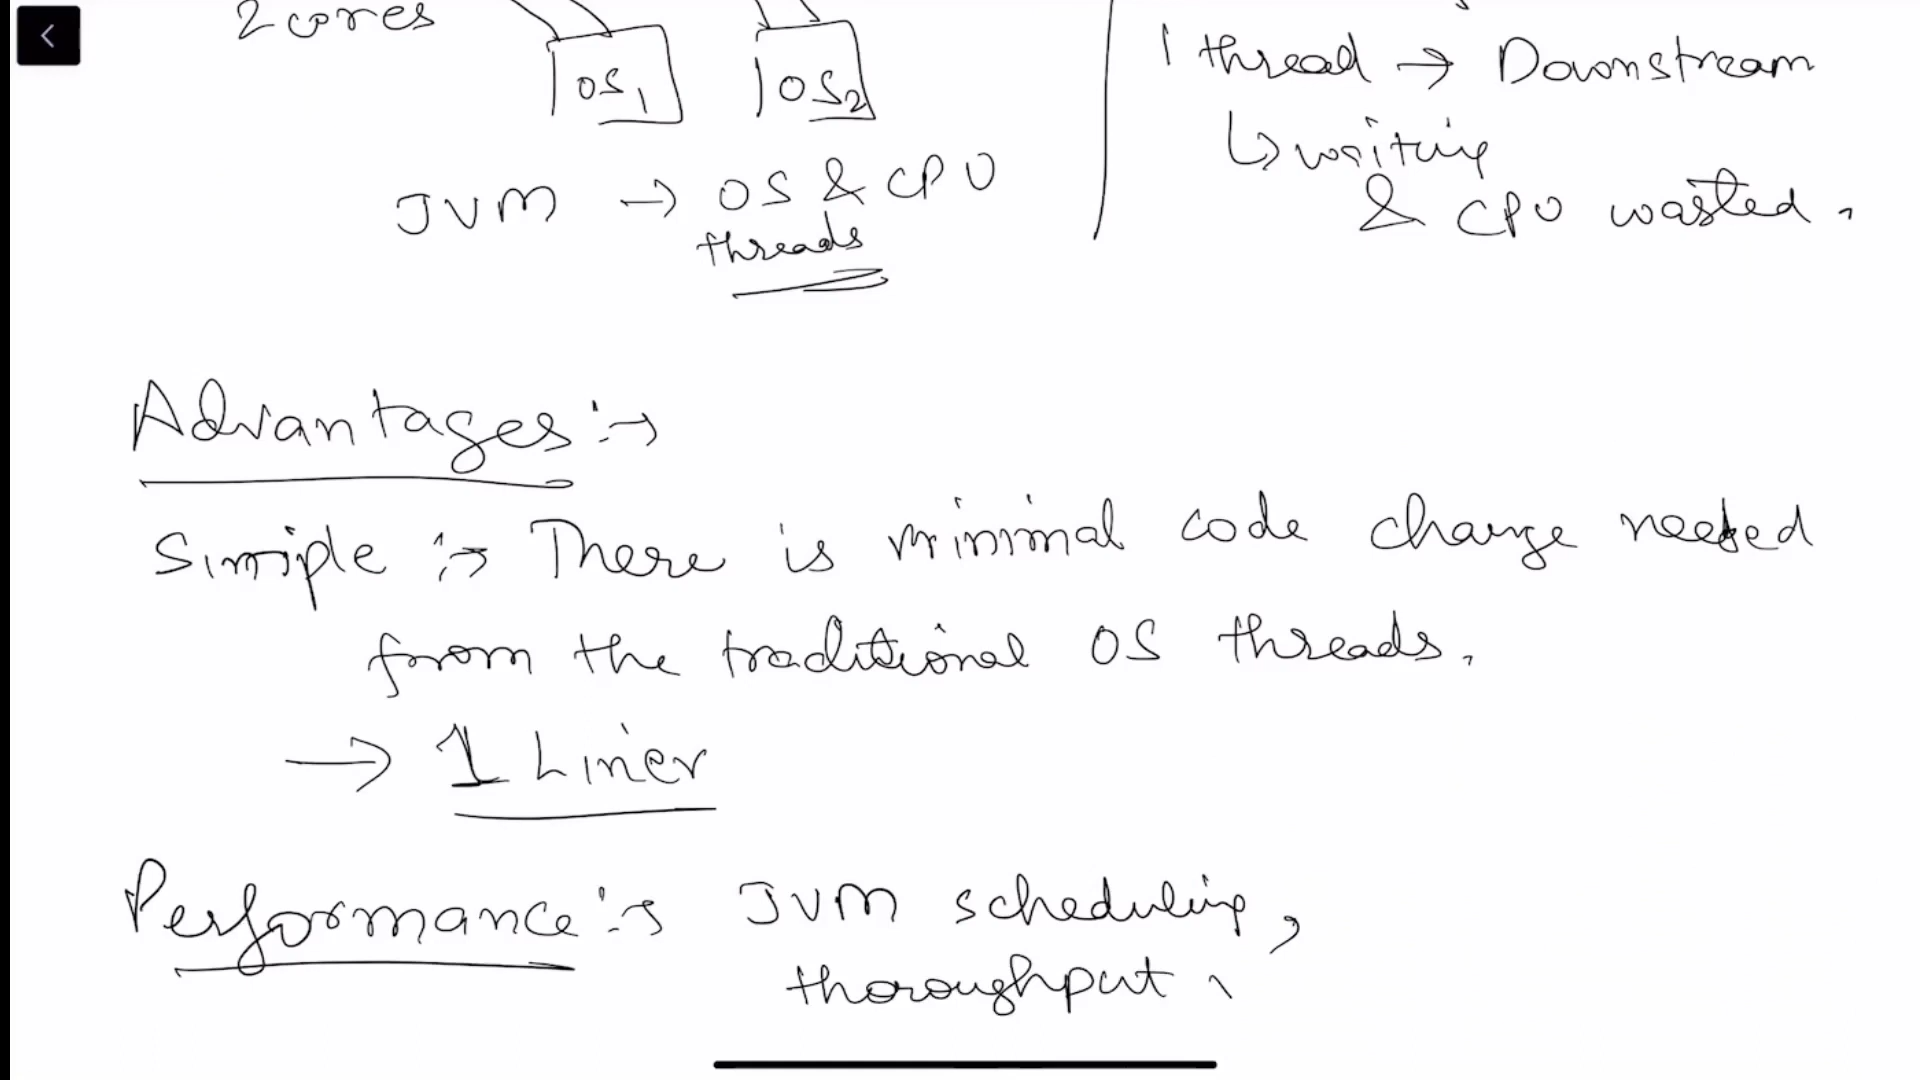 2 cores
OS1
OS2
JVM → OS & CPU
threads
1 thread → Downstream
↳ waiting
& CPU wasted.
Advantages :→
Simple :→ There is minimal code change needed
from the traditional OS threads.
→ 1 Liner
Performance :→ JVM scheduling,
thoroughput.